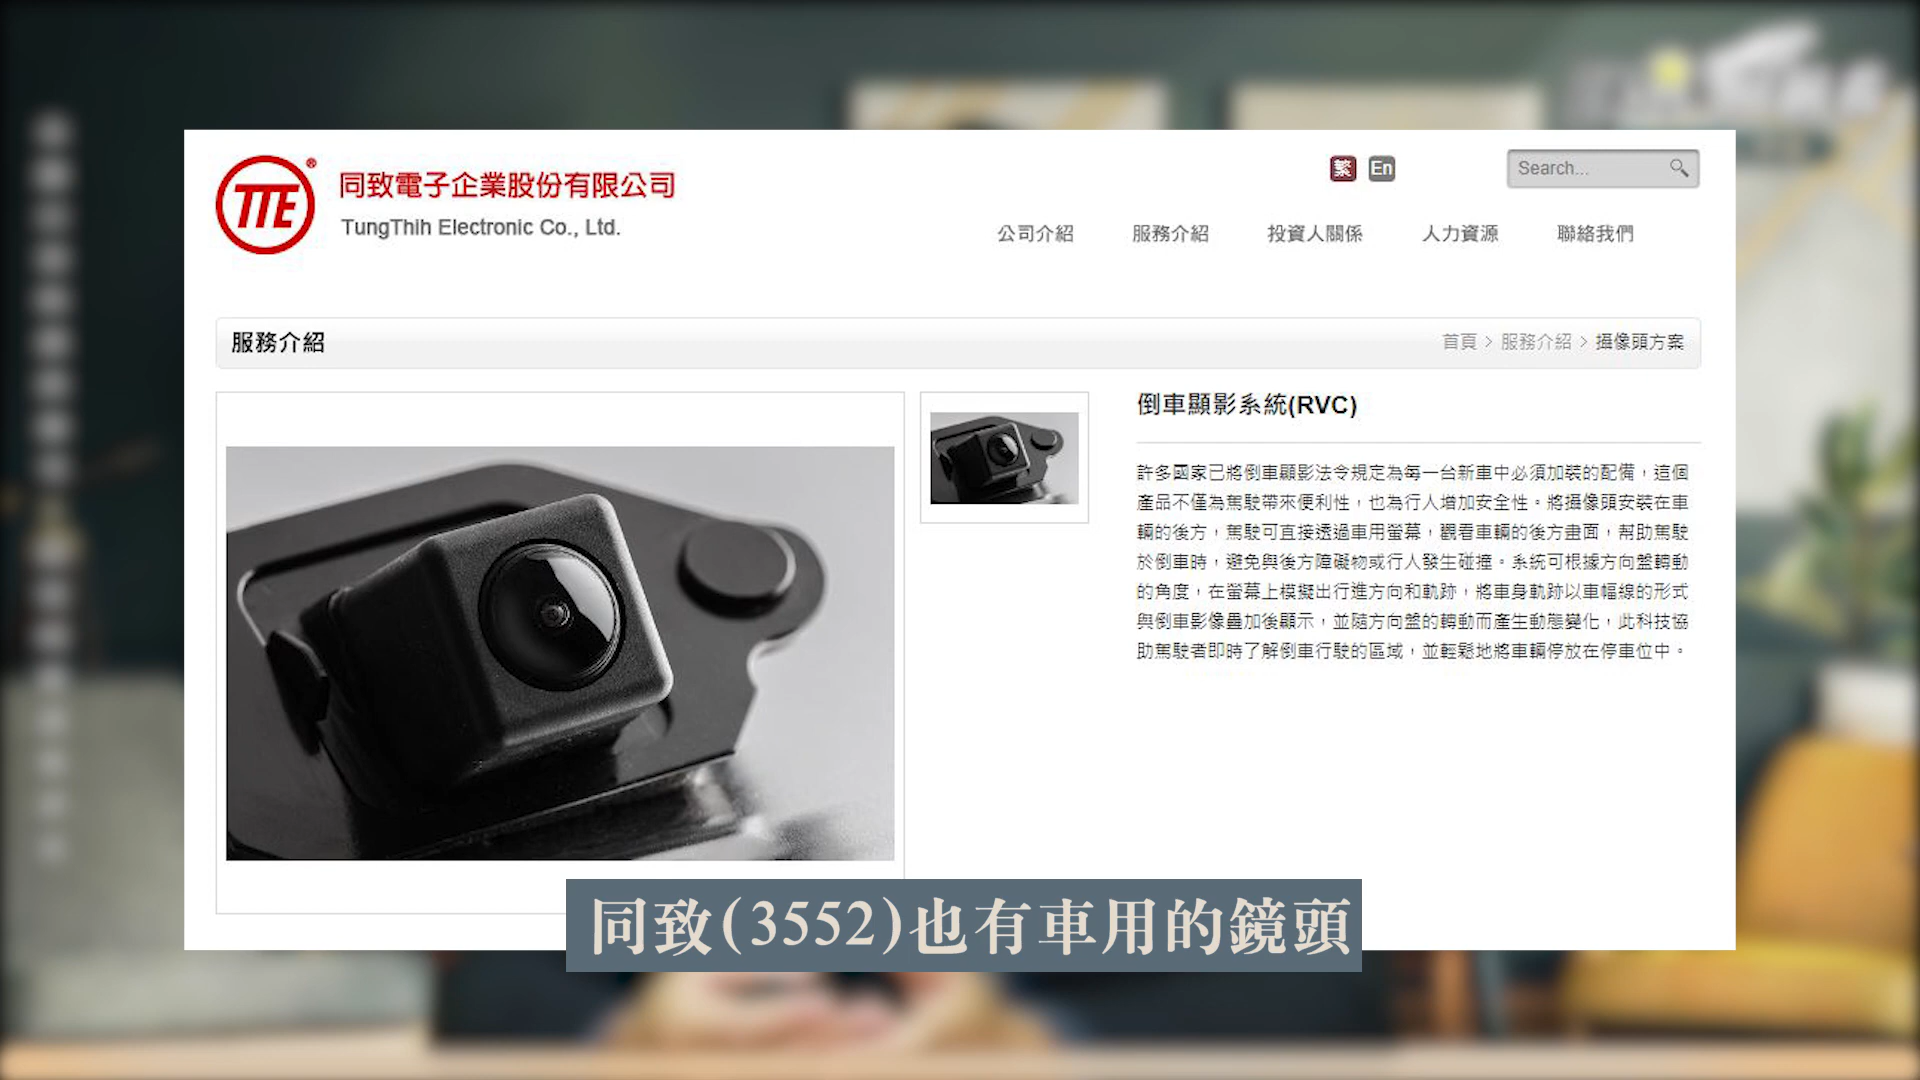 TTE®
同致電子企業股份有限公司
TungThih Electronic Co., Ltd.
繁 En
Search...
公司介紹 服務介紹 投資人關係 人力資源 聯絡我們
服務介紹
首頁 > 服務介紹 > 攝像頭方案
倒車顯影系統(RVC)
許多國家已將倒車顯影法令規定為每一台新車中必須加裝的配備，這個
產品不僅為駕駛帶來便利性，也為行人增加安全性。將攝像頭安裝在車
輛的後方，駕駛可直接透過車用螢幕，觀看車輛的後方畫面，幫助駕駛
於倒車時，避免與後方障礙物或行人發生碰撞。系統可根據方向盤轉動
的角度，在螢幕上模擬出行進方向和軌跡，將車身軌跡以車幅線的形式
與倒車影像疊加後顯示，並隨方向盤的轉動而產生動態變化，此科技協
助駕駛者即時了解倒車行駛的區域，並輕鬆地將車輛停放在停車位中。
同致(3552)也有車用的鏡頭